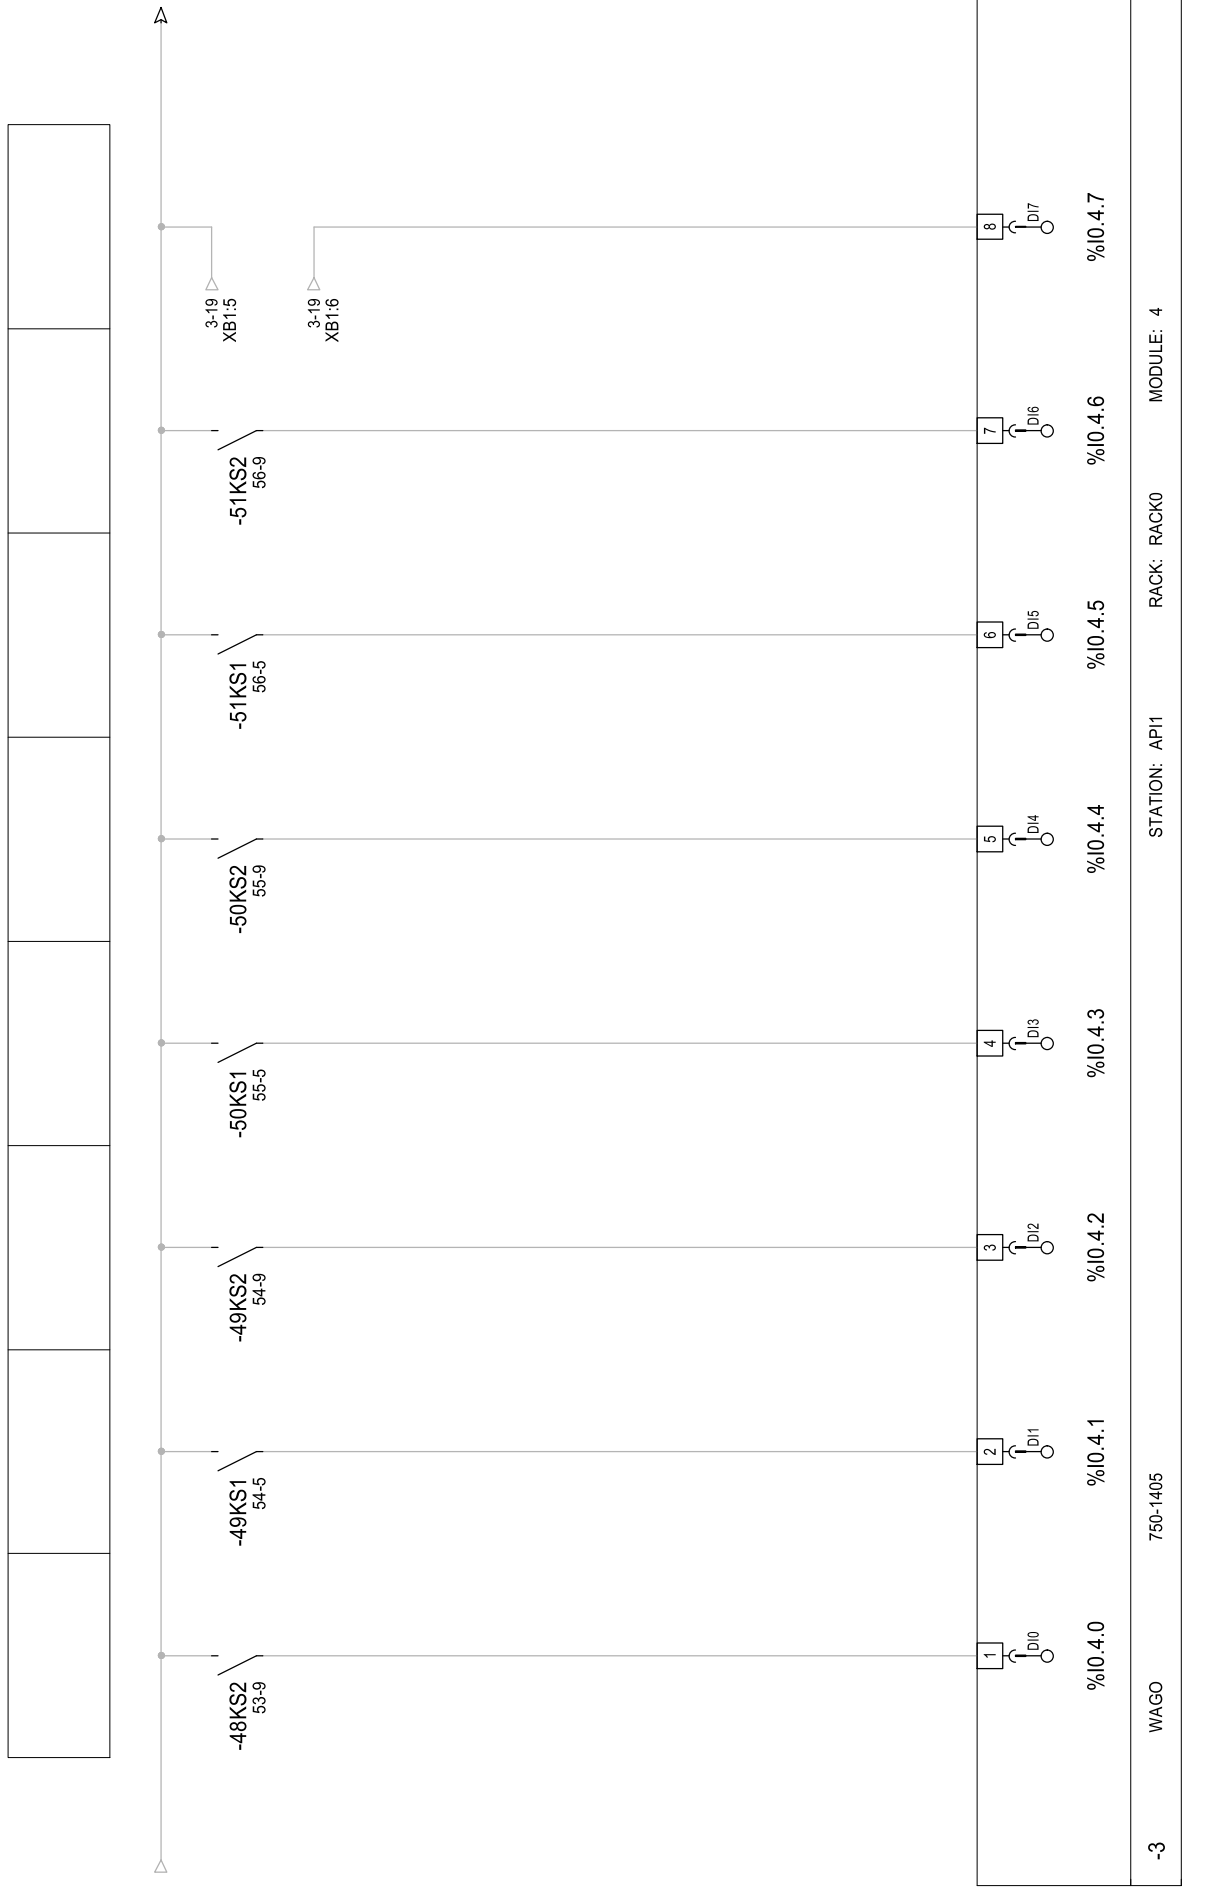 -48KS2
53-9
-49KS1
54-5
-49KS2
54-9
-50KS1
55-5
-50KS2
55-9
-51KS1
56-5
-51KS2
56-9
3-19
XB1:5
3-19
XB1:6
1
2
3
4
5
6
7
8
DI0
DI1
DI2
DI3
DI4
DI5
DI6
DI7
%I0.4.0
%I0.4.1
%I0.4.2
%I0.4.3
%I0.4.4
%I0.4.5
%I0.4.6
%I0.4.7
-3 WAGO 750-1405 STATION: API1 RACK: RACK0 MODULE: 4